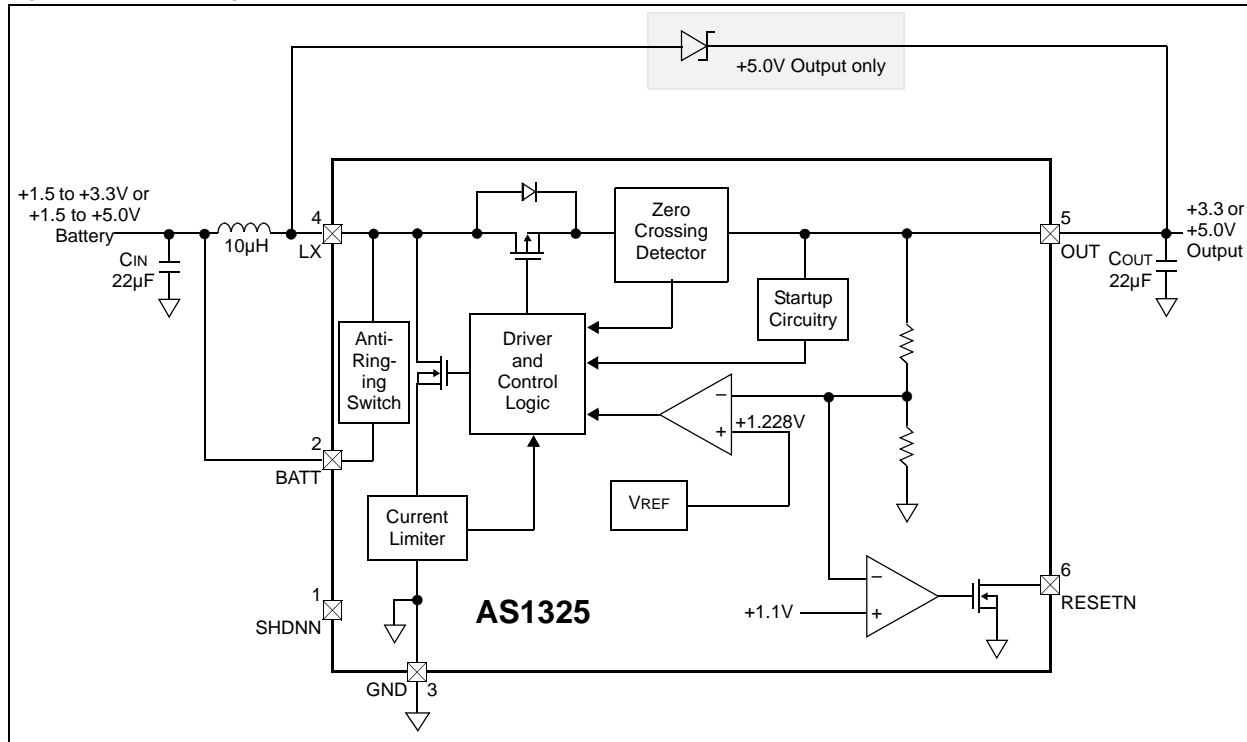 +5.0V Output only
+1.5 to +3.3V or
+1.5 to +5.0V
Battery
10µH
CIN
22µF
4
LX
Zero
Crossing
Detector
5
OUT
+3.3 or
+5.0V
Output
COUT
22µF
Startup
Circuitry
Anti-
Ring-
ing
Switch
Driver
and
Control
Logic
−
+
+1.228V
2
BATT
VREF
Current
Limiter
1
SHDNN
AS1325
+1.1V
−
+
6
RESETN
GND
3